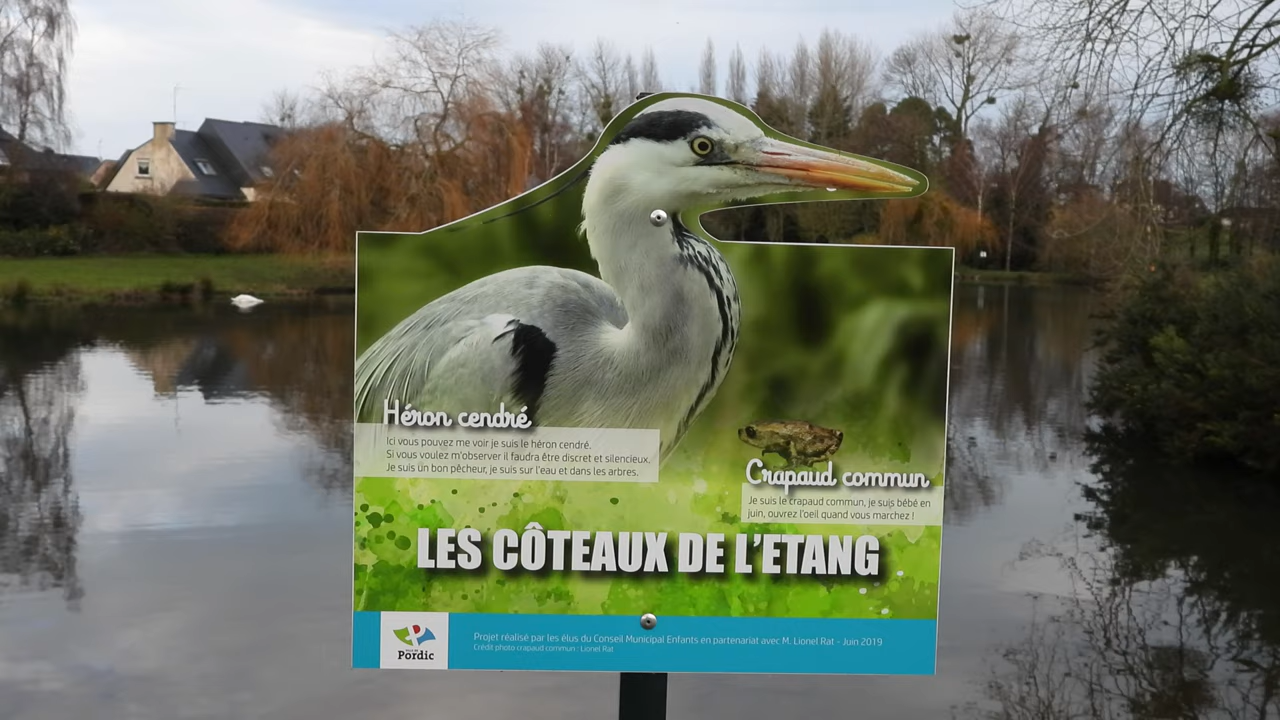 Héron cendré
Ici vous pouvez me voir je suis le héron cendré.
Si vous voulez m'observer il faudra être discret et silencieux.
Je suis un bon pêcheur, je suis sur l'eau et dans les arbres.
Crapaud commun
Je suis le crapaud commun, je suis bébé en
juin, ouvrez l'oeil quand vous marchez !
LES CÔTEAUX DE L'ETANG
Pordic
Projet réalisé par les élus du Conseil Municipal Enfants en partenariat avec M. Lionel Rat - Juin 2019
Crédit photo crapaud commun : Lionel Rat